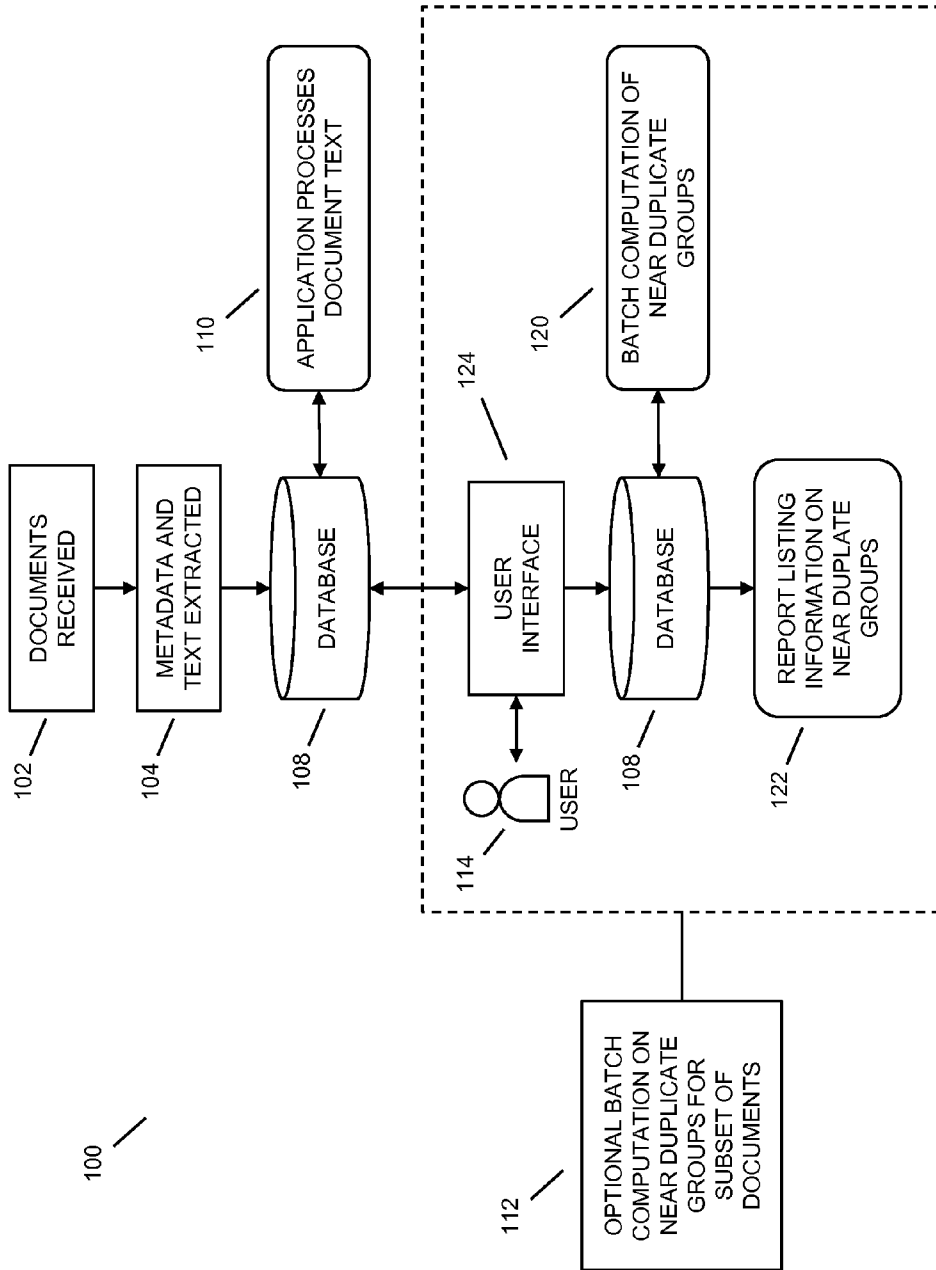 100
102
DOCUMENTS
RECEIVED
104
METADATA AND
TEXT EXTRACTED
108
DATABASE
110
APPLICATION PROCESSES
DOCUMENT TEXT
112
OPTIONAL BATCH
COMPUTATION ON
NEAR DUPLICATE
GROUPS FOR
SUBSET OF
DOCUMENTS
114
USER
124
USER
INTERFACE
108
DATABASE
120
BATCH COMPUTATION OF
NEAR DUPLICATE
GROUPS
122
REPORT LISTING
INFORMATION ON
NEAR DUPLATE
GROUPS